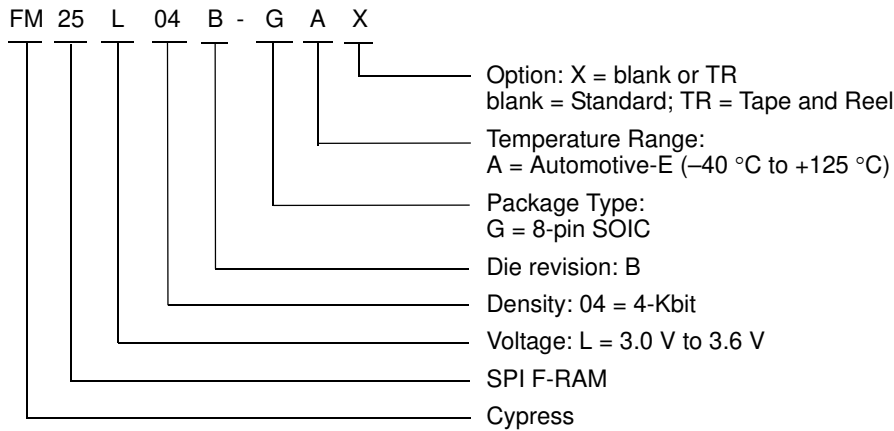 FM 25 L 04 B - G A X
Option: X = blank or TR
blank = Standard; TR = Tape and Reel
Temperature Range:
A = Automotive-E (–40 °C to +125 °C)
Package Type:
G = 8-pin SOIC
Die revision: B
Density: 04 = 4-Kbit
Voltage: L = 3.0 V to 3.6 V
SPI F-RAM
Cypress